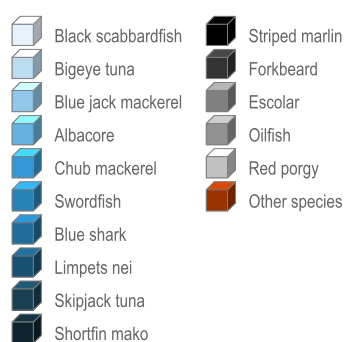 Black scabbardfish
Bigeye tuna
Blue jack mackerel
Albacore
Chub mackerel
Swordfish
Blue shark
Limpets nei
Skipjack tuna
Shortfin mako
Striped marlin
Forkbeard
Escolar
Oilfish
Red porgy
Other species